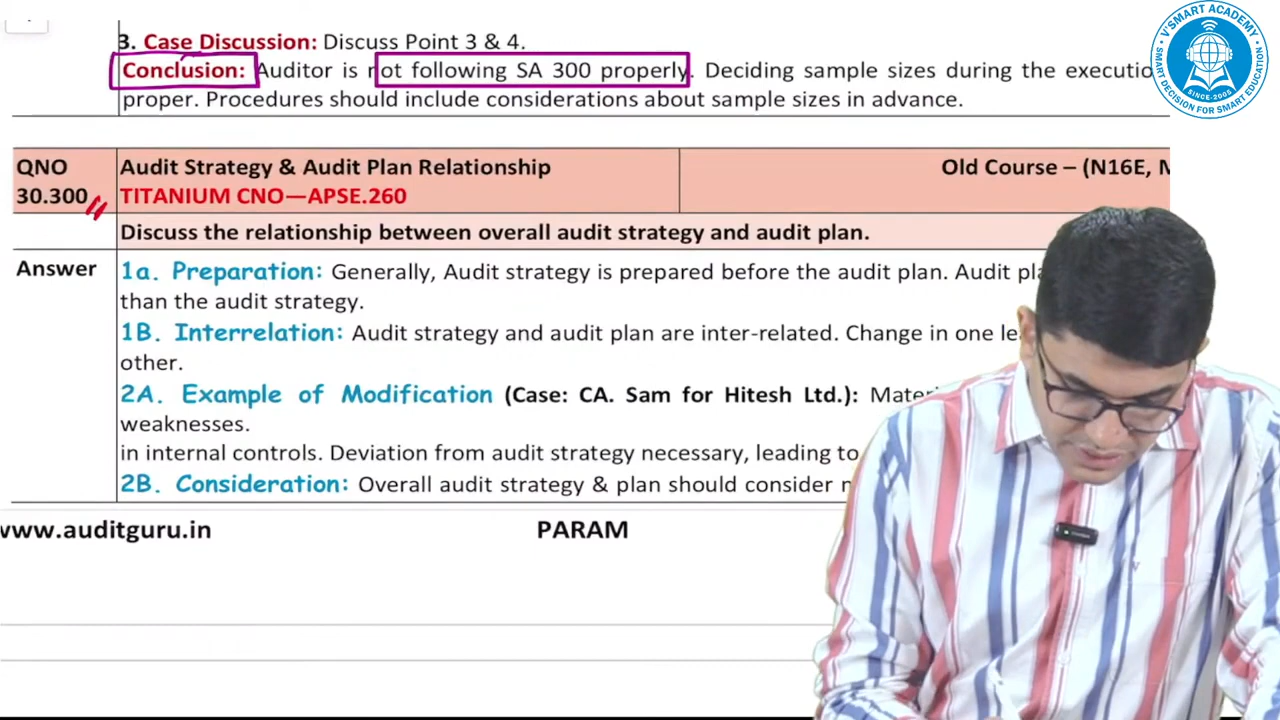 3. Case Discussion: Discuss Point 3 & 4.
Conclusion: Auditor is not following SA 300 properly. Deciding sample sizes during the
proper. Procedures should include considerations about sample sizes in advance.
V'SMART ACADEMY
SINCE-2005
SMART DECISION FOR SMART EDUCATION
QNO
30.300
Audit Strategy & Audit Plan Relationship
TITANIUM CNO—APSE.260
Old Course – (N16E,
Discuss the relationship between overall audit strategy and audit plan.
Answer
1a. Preparation: Generally, Audit strategy is prepared before the audit plan. Audit
than the audit strategy.
1B. Interrelation: Audit strategy and audit plan are inter-related. Change in one
other.
2A. Example of Modification (Case: CA. Sam for Hitesh Ltd.):
weaknesses.
in internal controls. Deviation from audit strategy necessary, leading to
2B. Consideration: Overall audit strategy & plan should consider
www.auditguru.in
PARAM